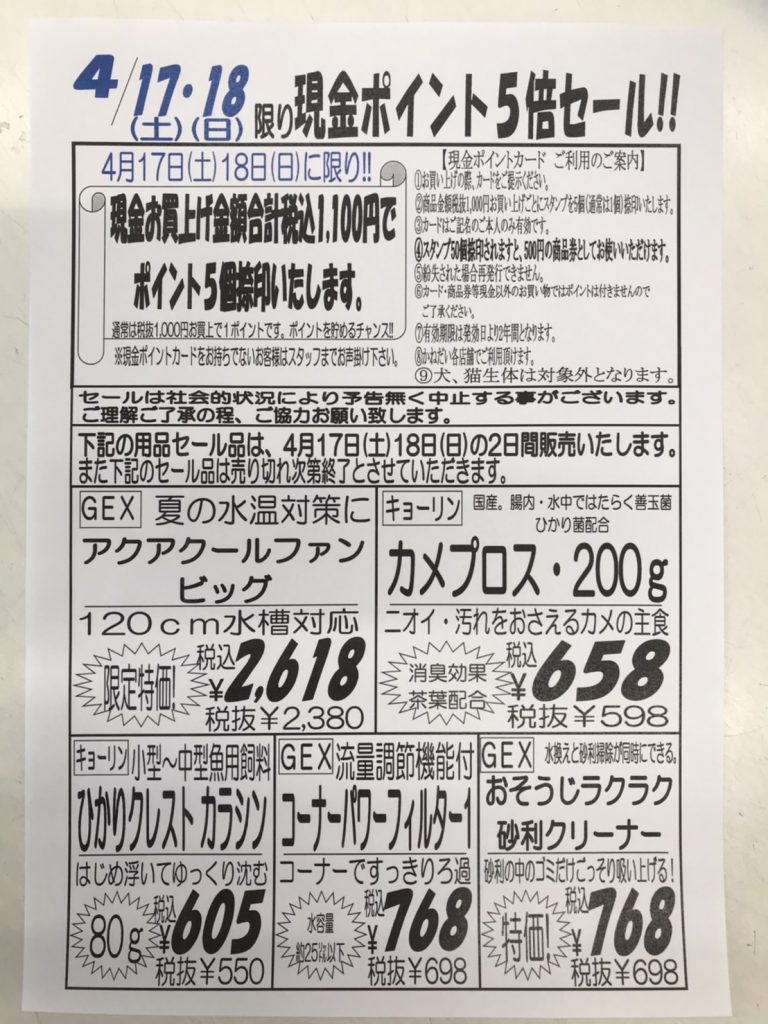 4/17・18
(土)(日)
限り現金ポイント5倍セール!!
4月17日(土)18日(日)に限り!!
現金お買上げ金額合計税込1,100円で
ポイント5個捺印いたします。
通常は税抜1,000円お買上で1ポイントです。ポイントを貯めるチャンス!!
※現金ポイントカードをお持ちでないお客様はスタッフまでお声掛け下さい。
【現金ポイントカード ご利用のご案内】
①お買い上げの際、カードをご提示ください。
②商品金額税抜1,000円お買い上げごとにスタンプを5個(通常は1個)捺印いたします。
③カードはご記名のご本人のみ有効です。
④スタンプ50個捺印されますと、500円の商品券としてお使いいただけます。
⑤紛失された場合再発行できません。
⑥カード・商品券等現金以外のお買い物ではポイントは付きませんので
ご了承ください。
⑦有効期限は発効日より2年間となります。
⑧かねだい各店舗でご利用頂けます。
⑨犬、猫生体は対象外となります。
セールは社会的状況により予告無く中止する事がございます。
ご理解ご了承の程、ご協力お願い致します。
下記の用品セール品は、4月17日(土)18日(日)の2日間販売いたします。
また下記のセール品は売り切れ次第終了とさせていただきます。
GEX 夏の水温対策に
アクアクールファン
ビッグ
120cm水槽対応
限定特価!
税込¥2,618
税抜¥2,380
キョーリン 国産。腸内・水中ではたらく善玉菌
ひかり菌配合
カメプロス・200g
ニオイ・汚れをおさえるカメの主食
消臭効果
茶葉配合
税込¥658
税抜¥598
キョーリン 小型〜中型魚用飼料
ひかりクレスト カラシン
はじめ浮いてゆっくり沈む
80g
税込¥605
税抜¥550
GEX 流量調節機能付
コーナーパワーフィルター1
コーナーですっきりろ過
水容量
約25㍑以下
税込¥768
税抜¥698
GEX 水換えと砂利掃除が同時にできる。
おそうじラクラク
砂利クリーナー
砂利の中のゴミだけごっそり吸い上げる!
特価!
税込¥768
税抜¥698